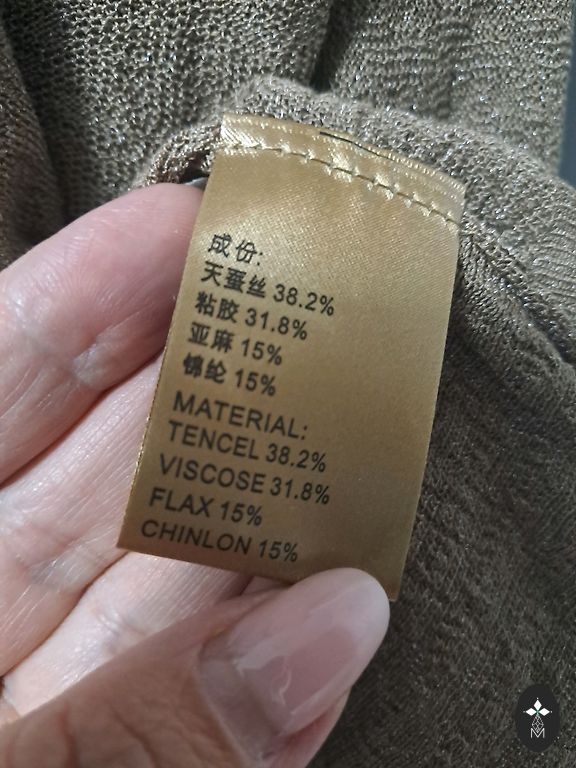 成份:
天蚕丝 38.2%
粘胶 31.8%
亚麻 15%
锦纶 15%
MATERIAL:
TENCEL 38.2%
VISCOSE 31.8%
FLAX 15%
CHINLON 15%
M